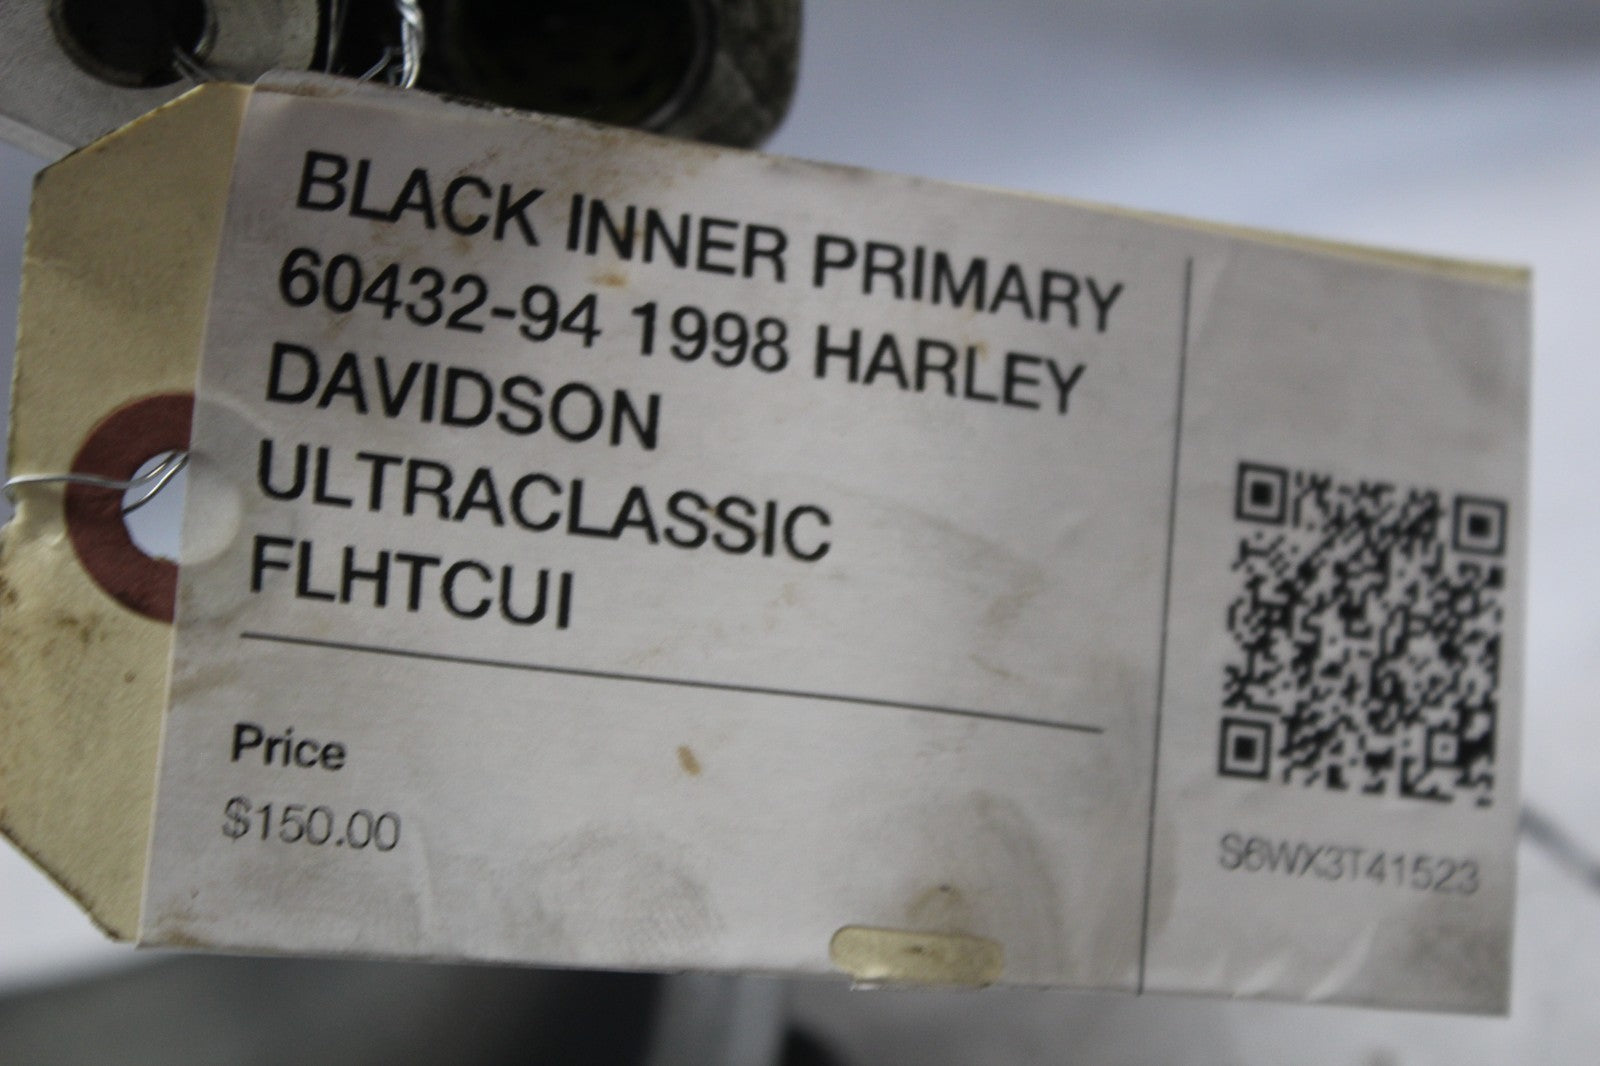 BLACK INNER PRIMARY
60432-94 1998 HARLEY
DAVIDSON
ULTRACLASSIC
FLHTCUI
Price
$150.00
S6WX3T41523